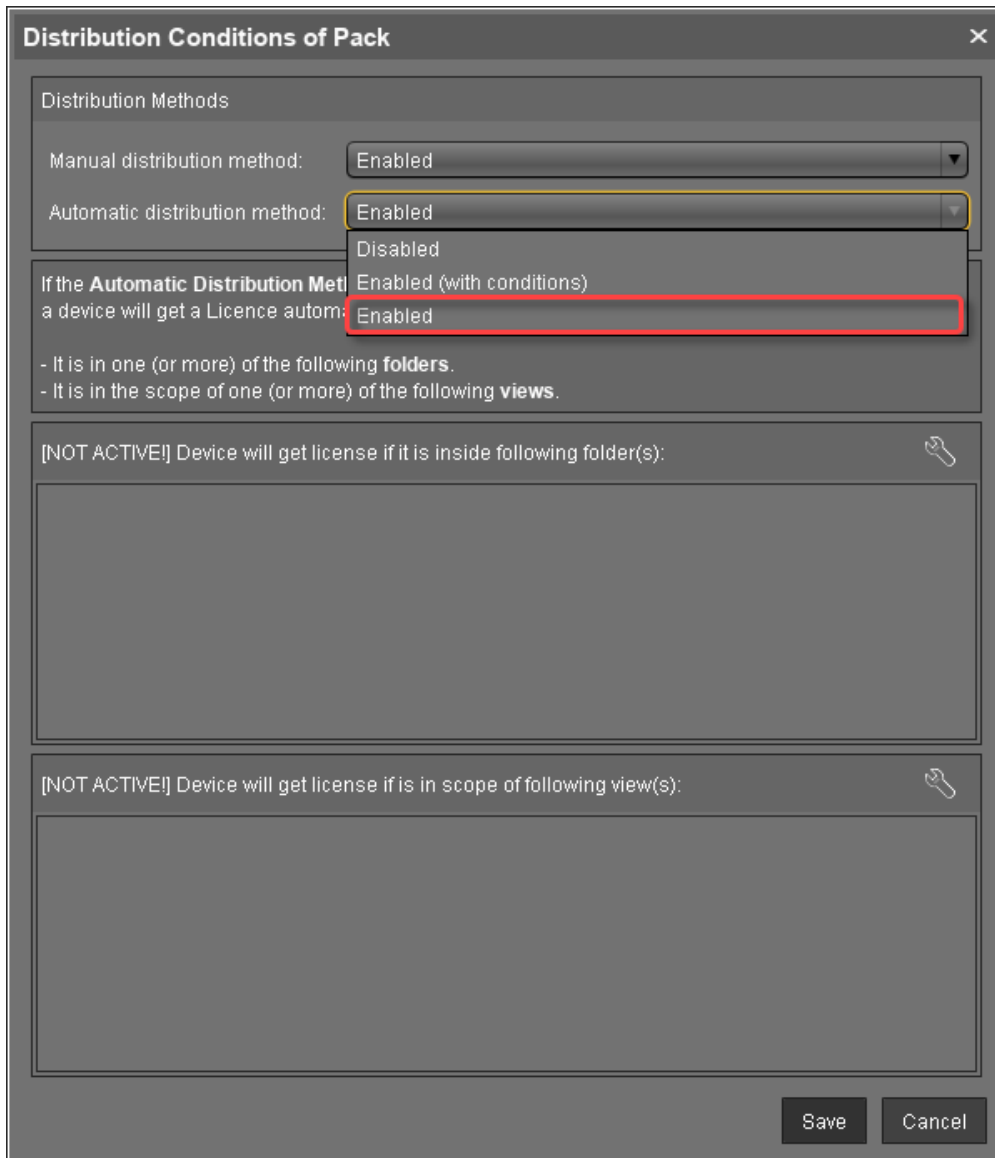 Distribution Conditions of Pack
Distribution Methods
Manual distribution method: Enabled
Automatic distribution method: Enabled
Disabled
Enabled (with conditions)
Enabled
If the Automatic Distribution
a device will get a Licence
- It is in one (or more) of the following folders.
- It is in the scope of one (or more) of the following views.
[NOT ACTIVE!] Device will get license if it is inside following folder(s):
[NOT ACTIVE!] Device will get license if is in scope of following view(s):
Save Cancel